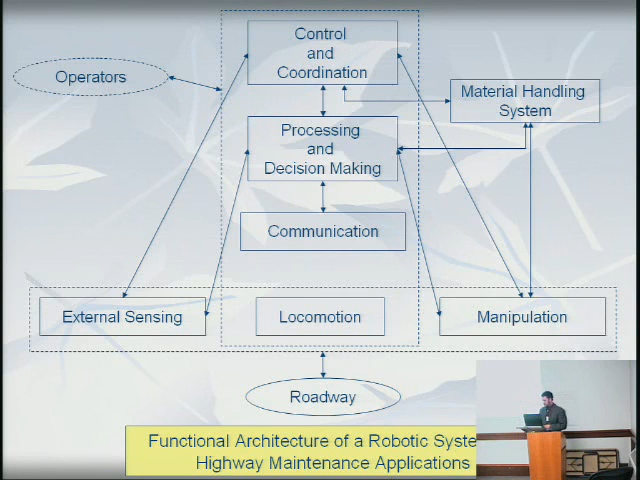 Control
and
Coordination
Operators
Material Handling
System
Processing
and
Decision Making
Communication
External Sensing
Locomotion
Manipulation
Roadway
Functional Architecture of a Robotic Syste
Highway Maintenance Applications